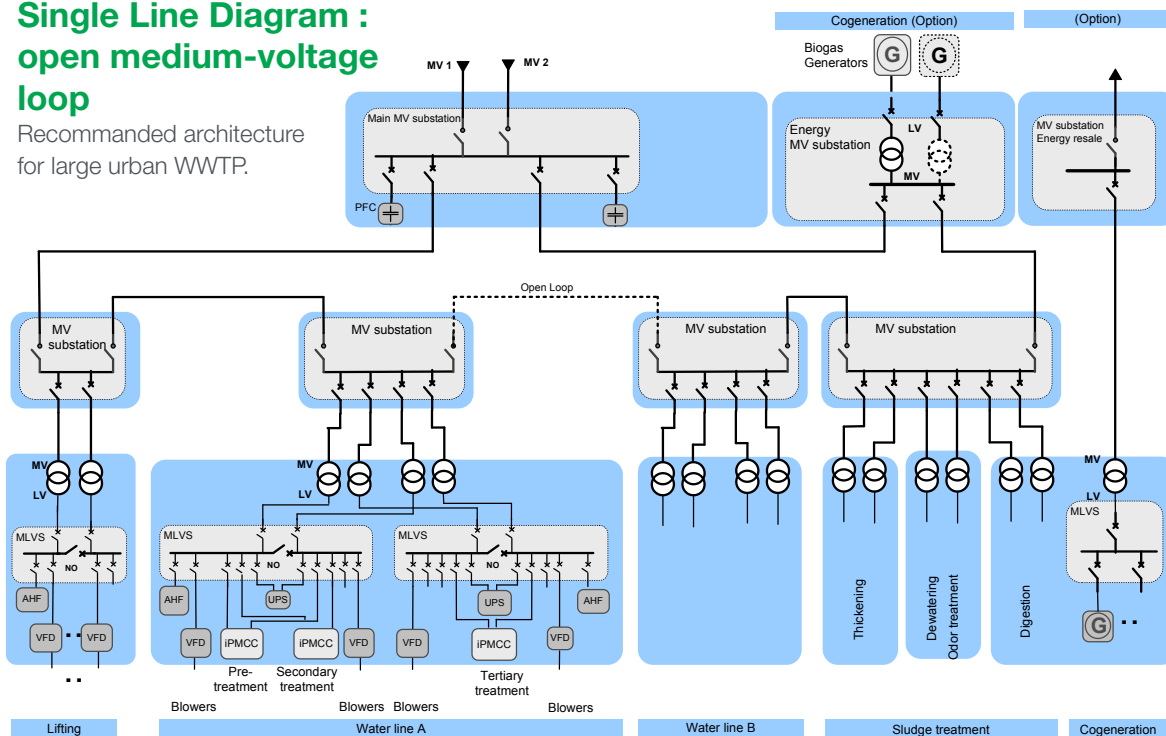 Single Line Diagram :
open medium-voltage
loop
Recommanded architecture
for large urban WWTP.
Cogeneration (Option)
(Option)
Biogas
Generators
G
G
MV 1
MV 2
Main MV substation
PFC
Energy
MV substation
LV
MV
MV substation
Energy resale
Open Loop
MV
substation
MV substation
MV substation
MV substation
MV
LV
MV
LV
MV
LV
MLVS
NO
MLVS
NO
MLVS
NO
MLVS
AHF
VFD
VFD
AHF
UPS
VFD
iPMCC
iPMCC
VFD
UPS
AHF
VFD
iPMCC
VFD
G
Pre-
treatment
Secondary
treatment
Tertiary
treatment
Blowers
Blowers
Blowers
Blowers
Thickening
Dewatering
Odor treatment
Digestion
Lifting
Water line A
Water line B
Sludge treatment
Cogeneration